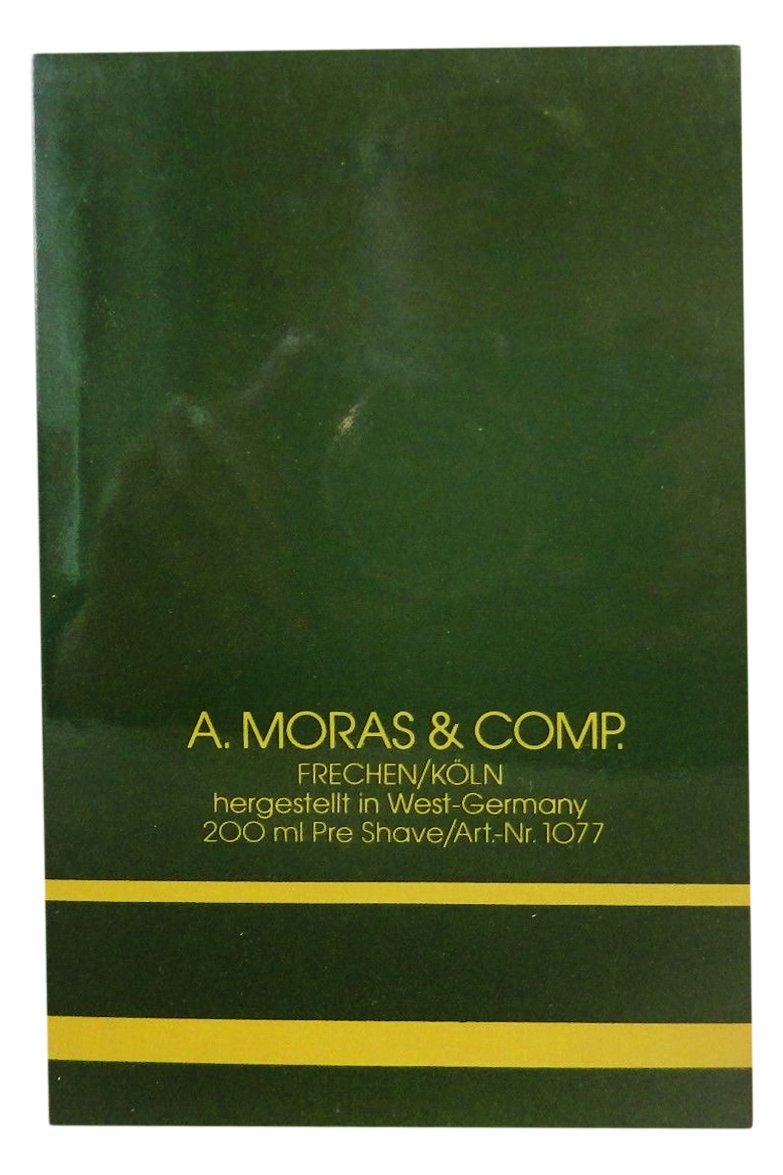 A. MORAS & COMP.
FRECHEN/KÖLN
hergestellt in West-Germany
200 ml Pre Shave/Art.-Nr. 1077